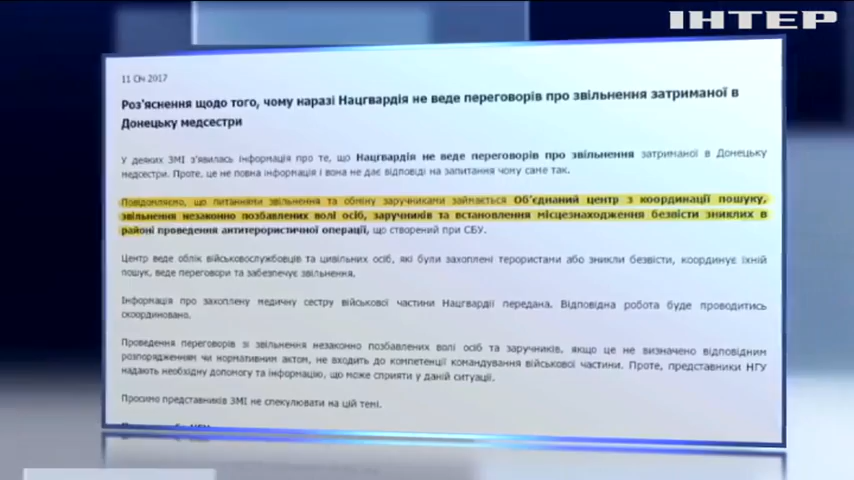 ІНТЕР
11 Січ 2017
Роз'яснення щодо того, чому наразі Нацгвардія не веде переговорів про звільнення затриманої в
Донецьку медсестри
У деяких ЗМІ з'явилась інформація про те, що Нацгвардія не веде переговорів про звільнення затриманої в Донецьку
медсестри. Проте, це не повна інформація і вона не дає відповіді на запитання чому саме так.
Повідомляємо, що питаннями звільнення та обміну заручниками займається Об'єднаний центр з координації пошуку,
звільнення незаконно позбавлених волі осіб, заручників та встановлення місцезнаходження безвісти зниклих в
районі проведення антитерористичної операції, що створений при СБУ.
Центр веде облік військовослужбовців та цивільних осіб, які були захоплені терористами або зникли безвісти, координує їхній
пошук, веде переговори та забезпечує звільнення.
Інформація про захоплену медичну сестру військової частини Нацгвардії передана. Відповідна робота буде проводитись
скоординовано.
Проведення переговорів зі звільнення незаконно позбавлених волі осіб та заручників, якщо це не визначено відповідним
розпорядженням чи нормативним актом, не входить до компетенції командування військової частини. Проте, представники НГУ
надають необхідну допомогу та інформацію, що може сприяти у даній ситуації.
Просимо представників ЗМІ не спекулювати на цій темі.